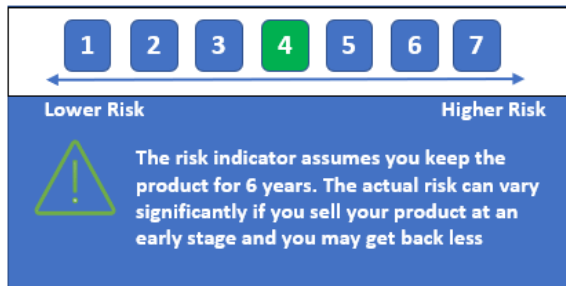 1 2 3 4 5 6 7
Lower Risk Higher Risk
The risk indicator assumes you keep the
product for 6 years. The actual risk can vary
significantly if you sell your product at an
early stage and you may get back less